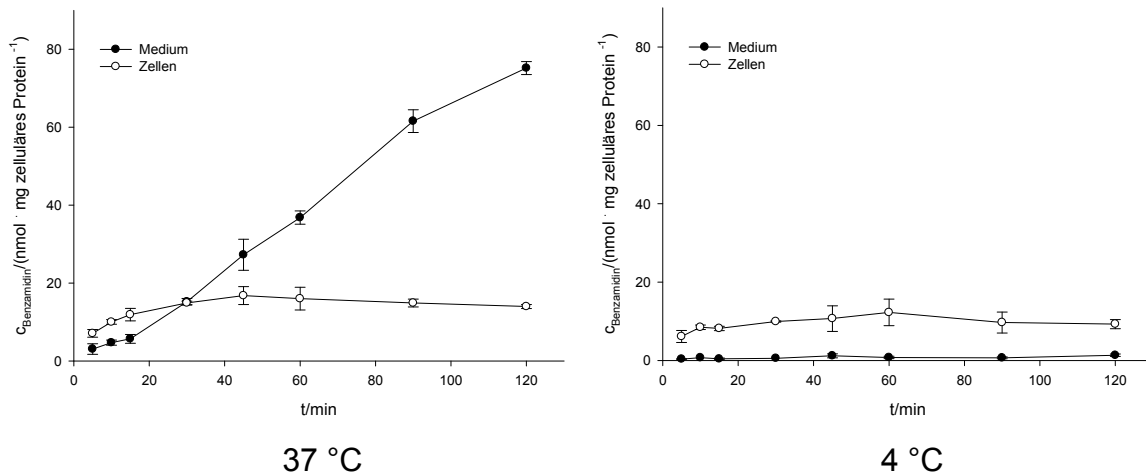 Medium
Zellen
80
60
40
20
0
c_Benzamidin/(nmol · mg zelluläres Protein ⁻¹)
0 20 40 60 80 100 120
t/min
37 °C
Medium
Zellen
80
60
40
20
0
c_Benzamidin/(nmol · mg zelluläres Protein ⁻¹)
0 20 40 60 80 100 120
t/min
4 °C